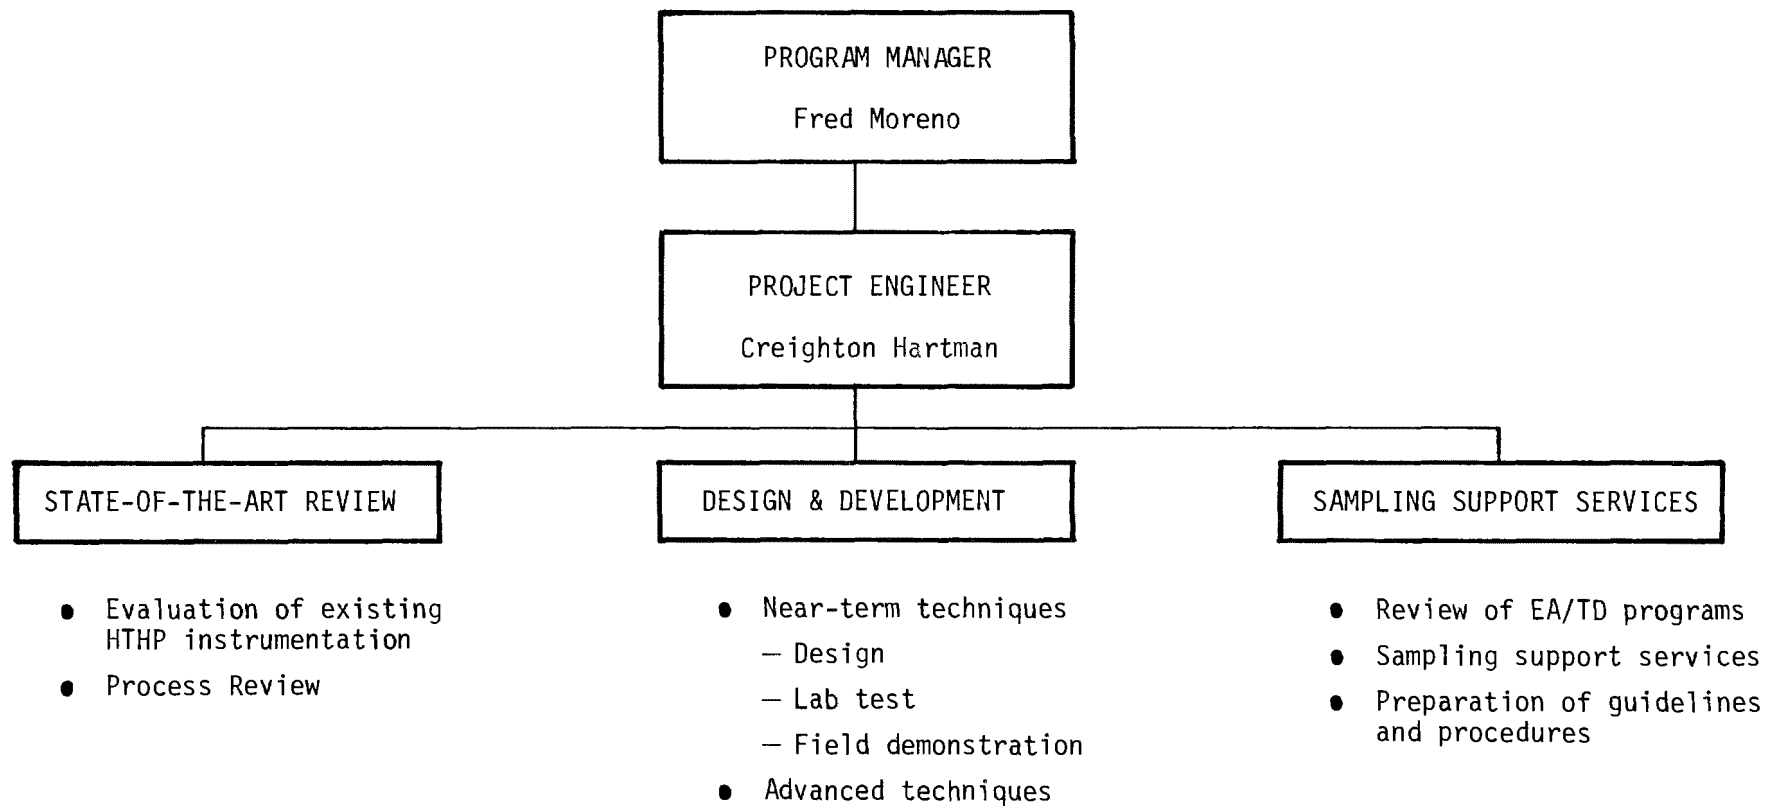 PROGRAM MANAGER
Fred Moreno
PROJECT ENGINEER
Creighton Hartman
STATE-OF-THE-ART REVIEW
● Evaluation of existing
HTHP instrumentation
● Process Review
DESIGN & DEVELOPMENT
● Near-term techniques
— Design
— Lab test
— Field demonstration
● Advanced techniques
SAMPLING SUPPORT SERVICES
● Review of EA/TD programs
● Sampling support services
● Preparation of guidelines
and procedures